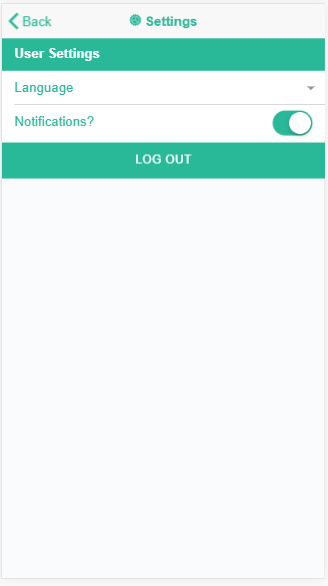 Back
Settings
User Settings
Language
Notifications?
LOG OUT